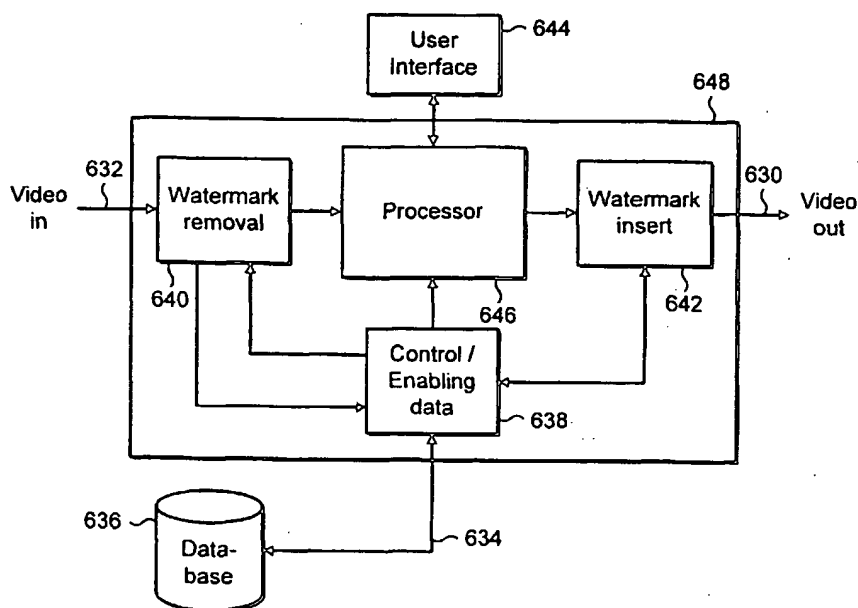 User
Interface
644
648
632
Video
in
Watermark
removal
640
Processor
646
Watermark
insert
642
630
Video
out
Control /
Enabling
data
638
636
Data-
base
634